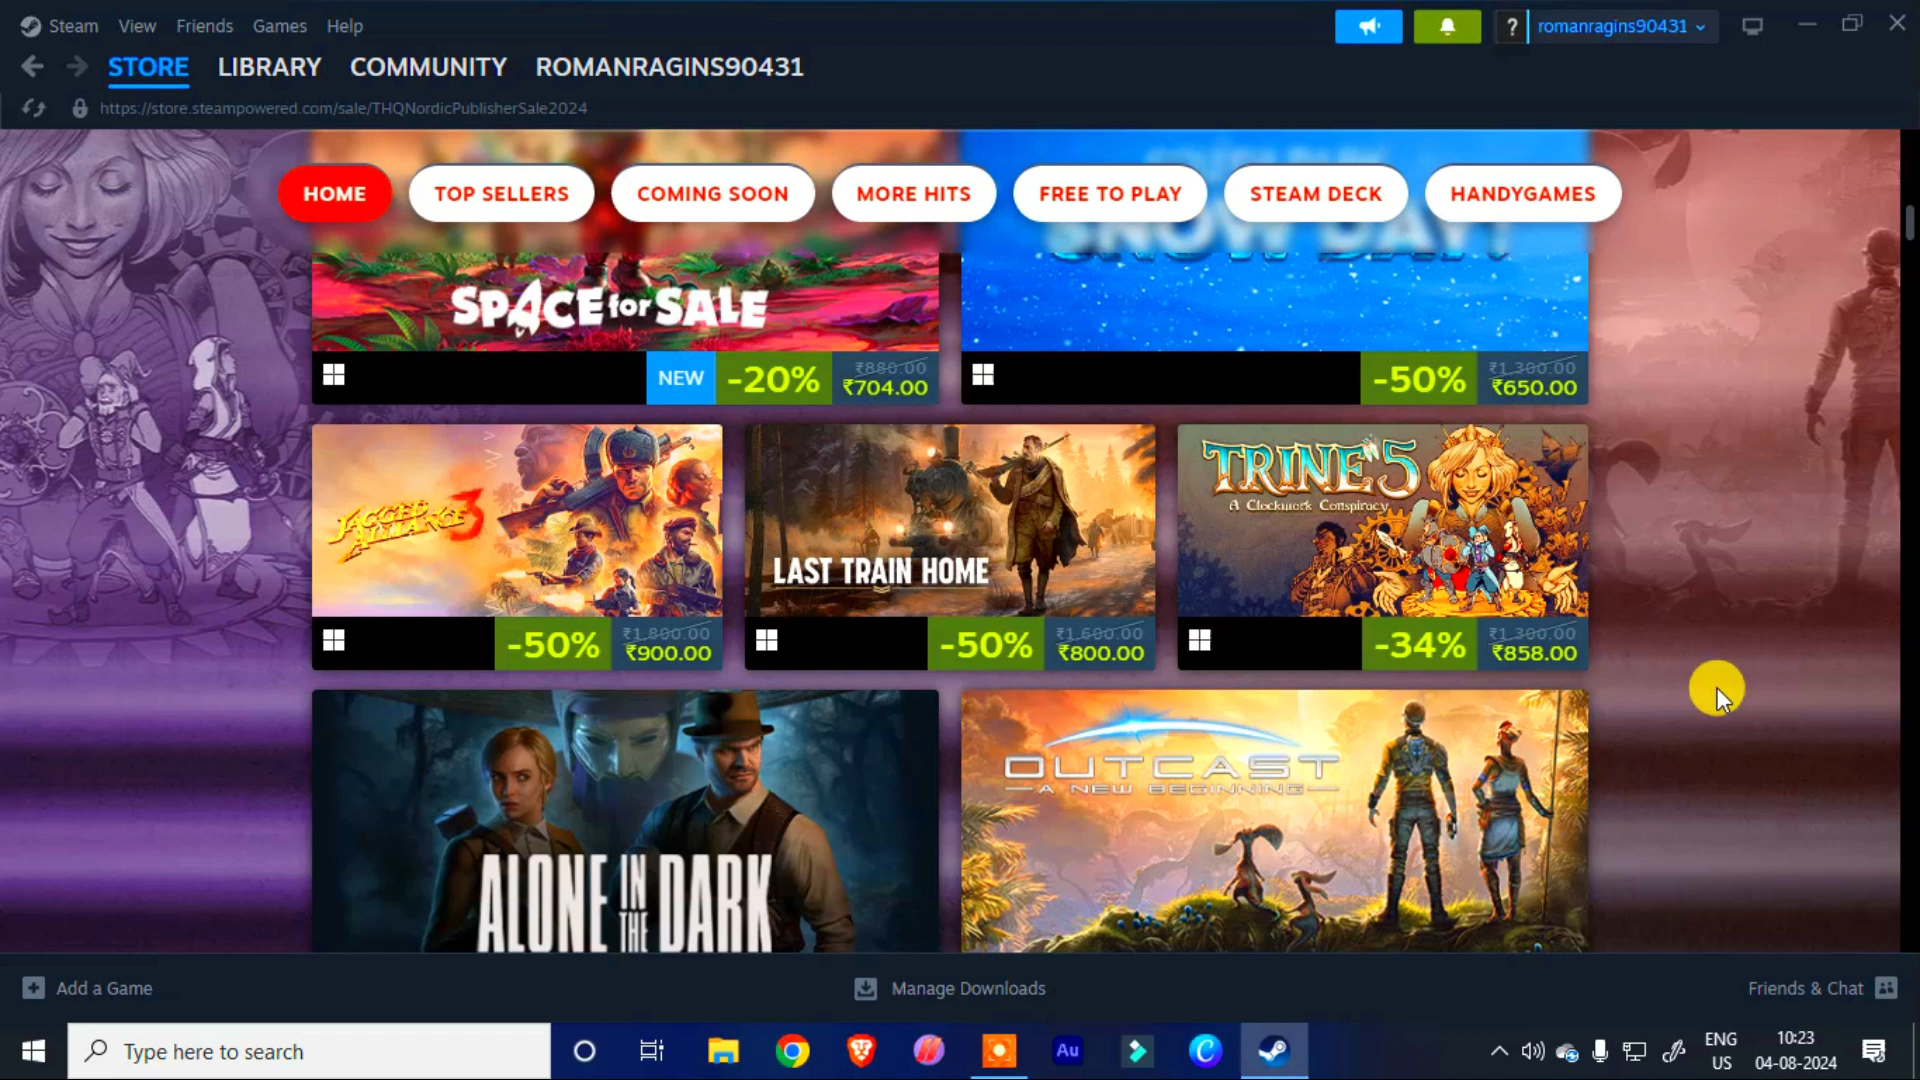 Steam View Friends Games Help
? romanragins90431
STORE LIBRARY COMMUNITY ROMANRAGINS90431
https://store.steampowered.com/sale/THQNordicPublisherSale2024
HOME TOP SELLERS COMING SOON MORE HITS FREE TO PLAY STEAM DECK HANDYGAMES
SNOW DAY!
SPACE for SALE
NEW -20% ₹880.00 ₹704.00
-50% ₹1,300.00 ₹650.00
JAGGED ALLIANCE 3
LAST TRAIN HOME
TRINE 5
A Clockwork Conspiracy
-50% ₹1,800.00 ₹900.00
-50% ₹1,600.00 ₹800.00
-34% ₹1,300.00 ₹858.00
ALONE IN THE DARK
OUTCAST
A NEW BEGINNING
Add a Game Manage Downloads Friends & Chat
Type here to search
Au
ENG
US
10:23
04-08-2024